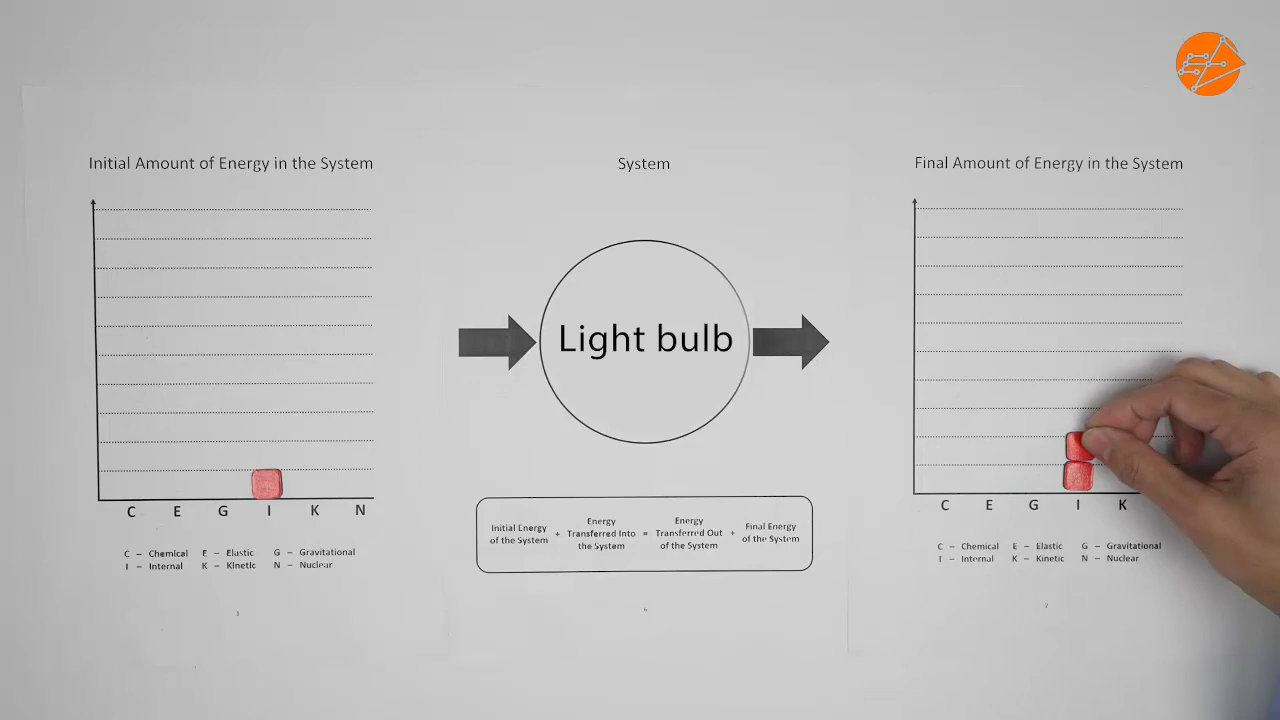 Initial Amount of Energy in the System
C E G I K N
C – Chemical E – Elastic G – Gravitational
I – Internal K – Kinetic N – Nuclear
System
Light bulb
Initial Energy of the System + Energy Transferred Into the System = Energy Transferred Out of the System + Final Energy of the System
Final Amount of Energy in the System
C E G I K
C – Chemical E – Elastic G – Gravitational
I – Internal K – Kinetic N – Nuclear